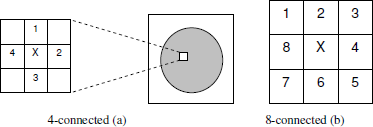 1
4 X 2
3
4-connected (a)
1 2 3
8 X 4
7 6 5
8-connected (b)